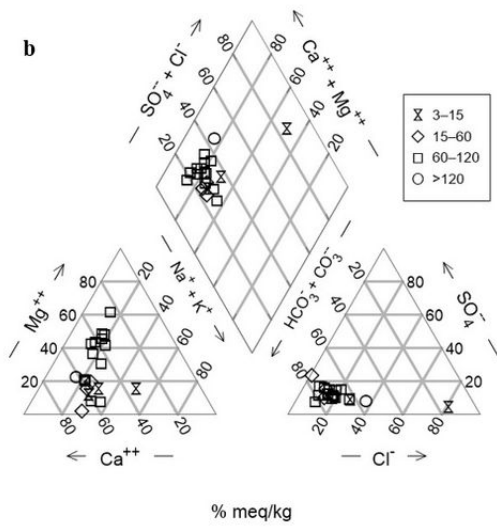 b
80 80
60 60
40 40
20 20
SO₄⁻⁻ + Cl⁻
Ca⁺⁺ + Mg⁺⁺
3–15
15–60
60–120
>120
Na⁺ + K⁺
HCO₃⁻ + CO₃⁻⁻
Mg⁺⁺
SO₄⁻⁻
80 20 20 80
60 40 40 60
40 60 60 40
20 80 80 20
80 60 40 20 20 40 60 80
Ca⁺⁺
Cl⁻
% meq/kg